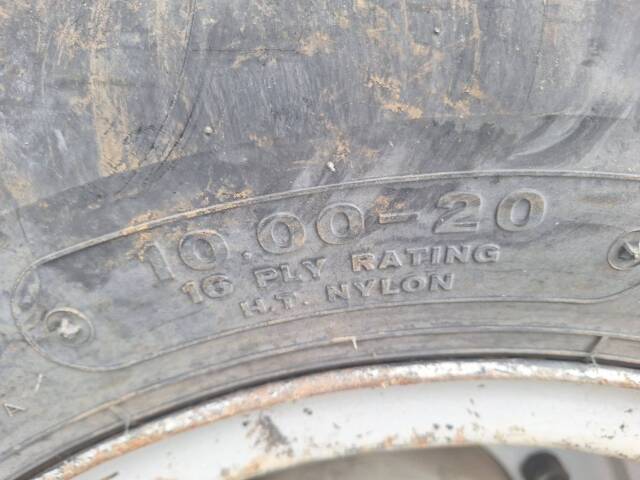 10.00-20
16 PLY RATING
H.T. NYLON
A